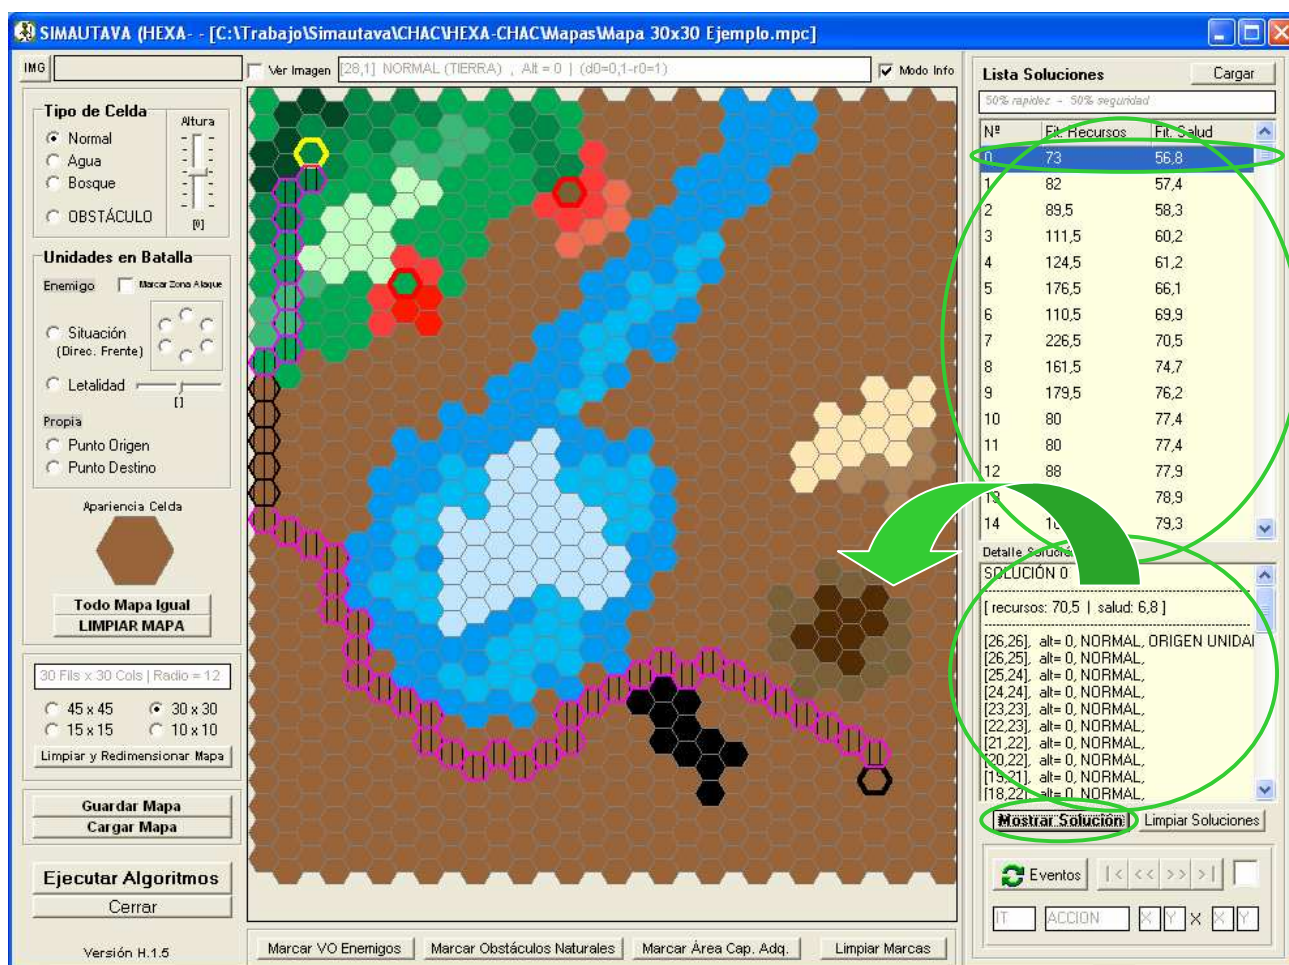 SIMAUTAVA (HEXA- - [C:\Trabajo\Simautava\CHAC\HEXA-CHAC\Mapas\Mapa 30x30 Ejemplo.mpc]
IMG
Ver Imagen
[28,1] NORMAL (TIERRA) , Alt = 0 | (d0=0,1-r0=1)
Modo Info
Tipo de Celda
Altura
Normal
Agua
Bosque
OBSTÁCULO
[0]
Unidades en Batalla
Enemigo
Marcar Zona Ataque
Situación
(Direc. Frente)
Letalidad
[]
Propia
Punto Origen
Punto Destino
Apariencia Celda
Todo Mapa Igual
LIMPIAR MAPA
30 Fils x 30 Cols | Radio = 12
45 x 45
30 x 30
15 x 15
10 x 10
Limpiar y Redimensionar Mapa
Guardar Mapa
Cargar Mapa
Ejecutar Algoritmos
Cerrar
Versión H.1.5
Marcar VO Enemigos
Marcar Obstáculos Naturales
Marcar Área Cap. Adq.
Limpiar Marcas
Lista Soluciones
Cargar
50% rapidez - 50% seguridad
Nº Fit. Recursos Fit. Salud
0 73 56,8
1 82 57,4
2 89,5 58,3
3 111,5 60,2
4 124,5 61,2
5 176,5 66,1
6 110,5 69,9
7 226,5 70,5
8 161,5 74,7
9 179,5 76,2
10 80 77,4
11 80 77,4
12 88 77,9
13 78,9
14 79,3
Detalle Solución
SOLUCIÓN 0
[ recursos: 70,5 | salud: 6,8 ]
[26,26], alt= 0, NORMAL, ORIGEN UNIDA
[26,25], alt= 0, NORMAL,
[25,24], alt= 0, NORMAL,
[24,24], alt= 0, NORMAL,
[23,23], alt= 0, NORMAL,
[22,23], alt= 0, NORMAL,
[21,22], alt= 0, NORMAL,
[20,22], alt= 0, NORMAL,
[19,21], alt= 0, NORMAL,
[18,22], alt= 0, NORMAL,
Mostrar Solución
Limpiar Soluciones
Eventos
|< << >> >|
IT ACCION X Y X X Y